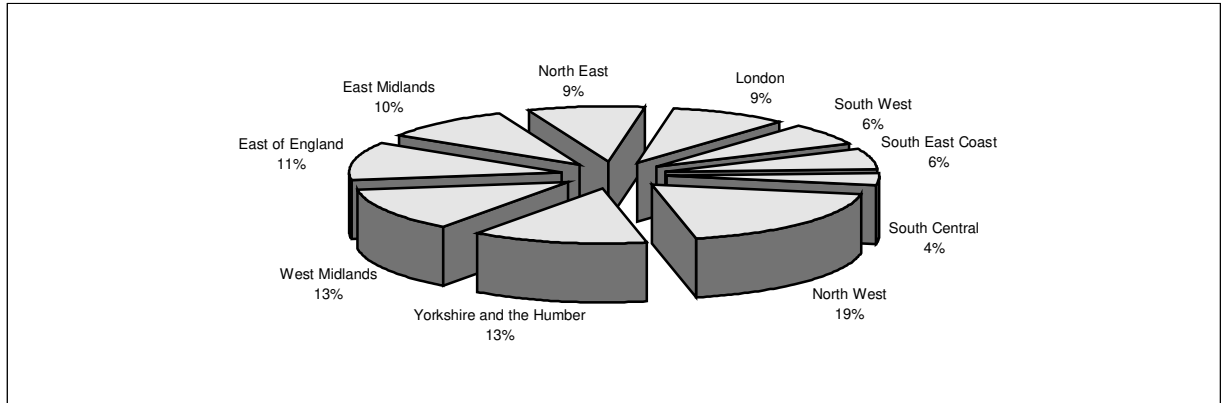 North East
9%
London
9%
East Midlands
10%
South West
6%
East of England
11%
South East Coast
6%
South Central
4%
West Midlands
13%
North West
19%
Yorkshire and the Humber
13%